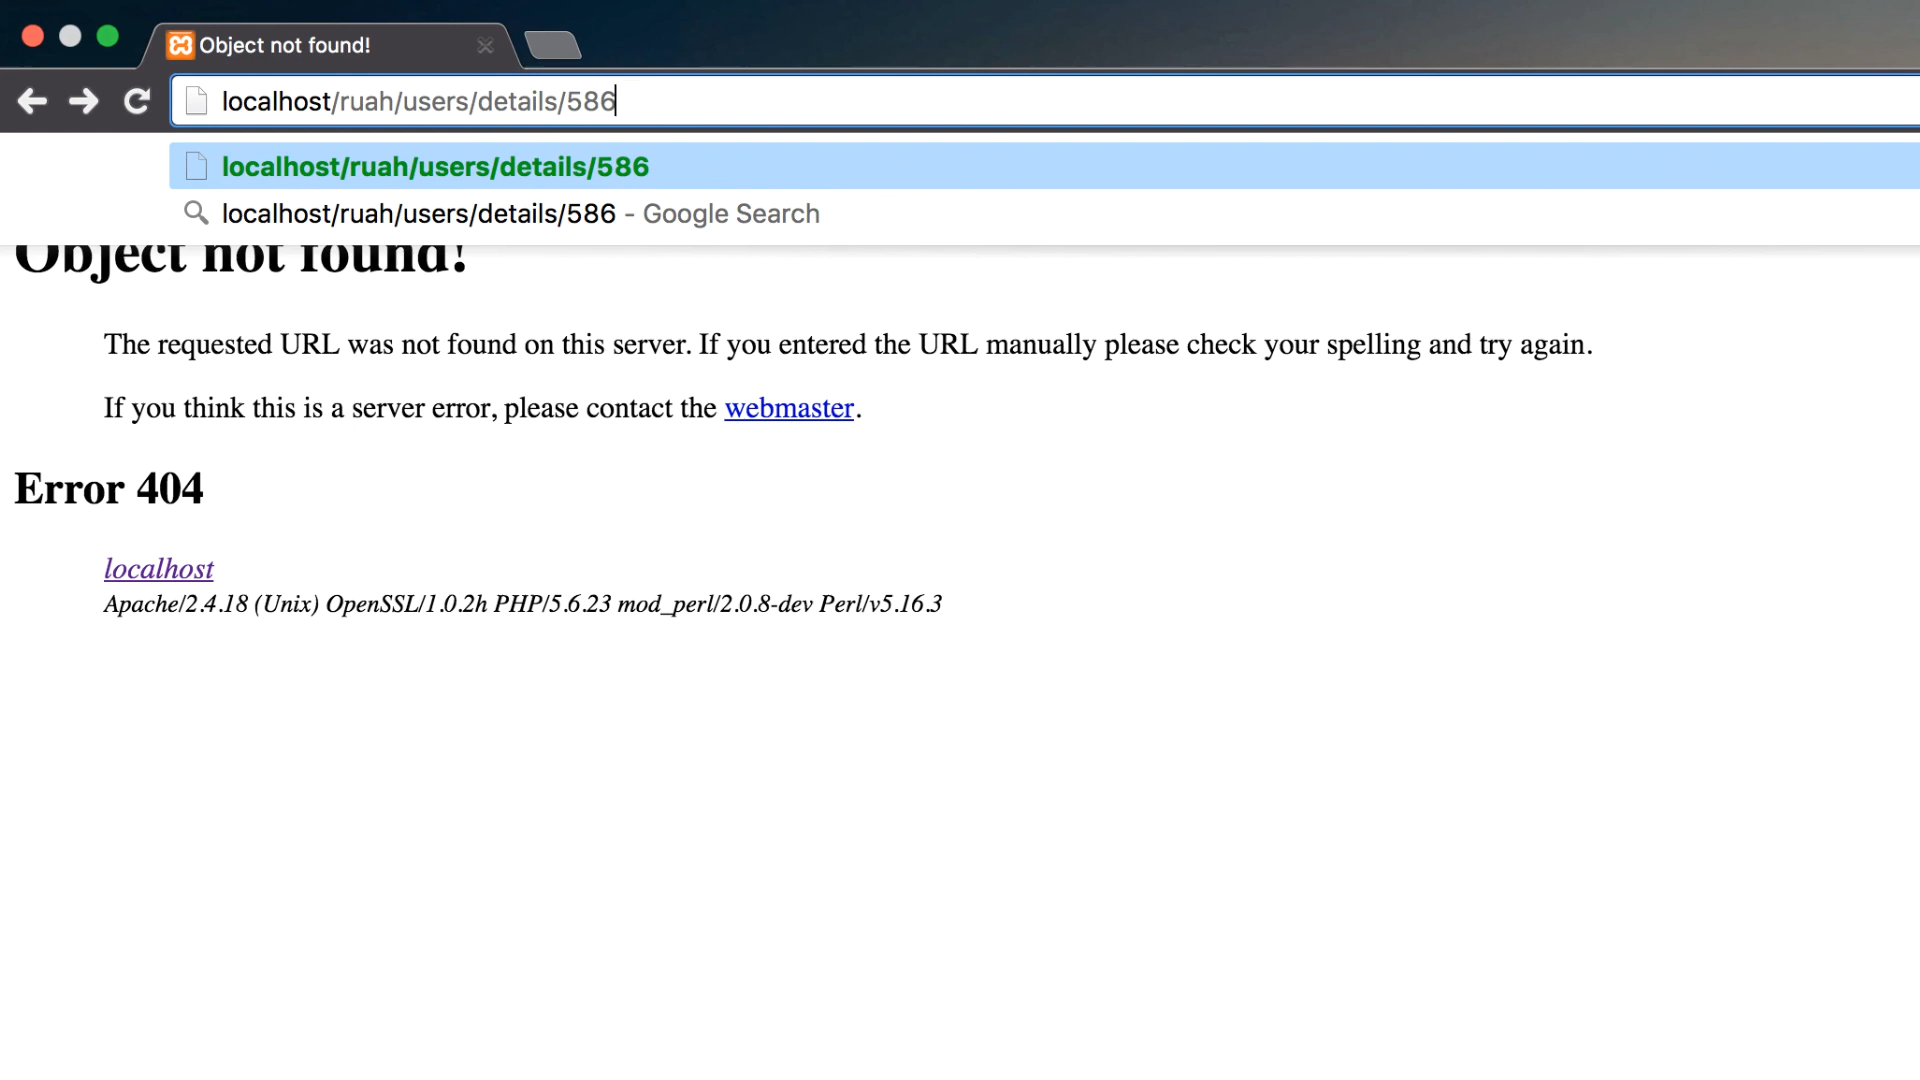 Object not found!
localhost/ruah/users/details/586
localhost/ruah/users/details/586
localhost/ruah/users/details/586 - Google Search
Object not found!
The requested URL was not found on this server. If you entered the URL manually please check your spelling and try again.
If you think this is a server error, please contact the webmaster.
Error 404
localhost
Apache/2.4.18 (Unix) OpenSSL/1.0.2h PHP/5.6.23 mod_perl/2.0.8-dev Perl/v5.16.3